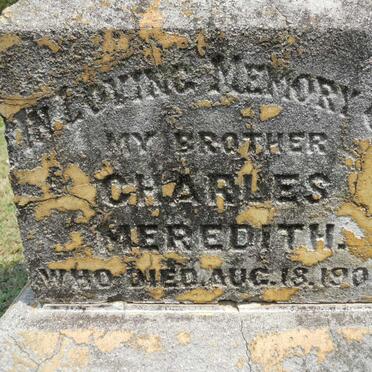 IN LOVING MEMORY
MY BROTHER
CHARLES
MEREDITH.
WHO DIED AUG. 18. 190